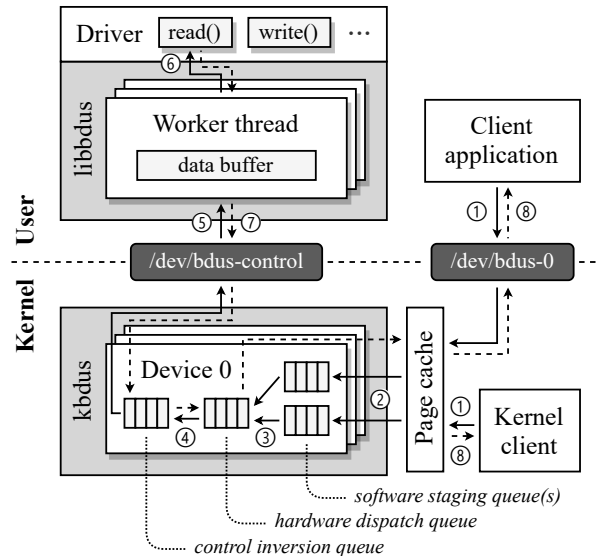 Driver read() write() ...
⑥
libbdus
Worker thread
data buffer
Client
application
⑤ ⑦
① ⑧
User
/dev/bdus-control /dev/bdus-0
Kernel
kbdus
Device 0
②
④ ③
Page cache
①
Kernel
client
⑧
software staging queue(s)
hardware dispatch queue
control inversion queue